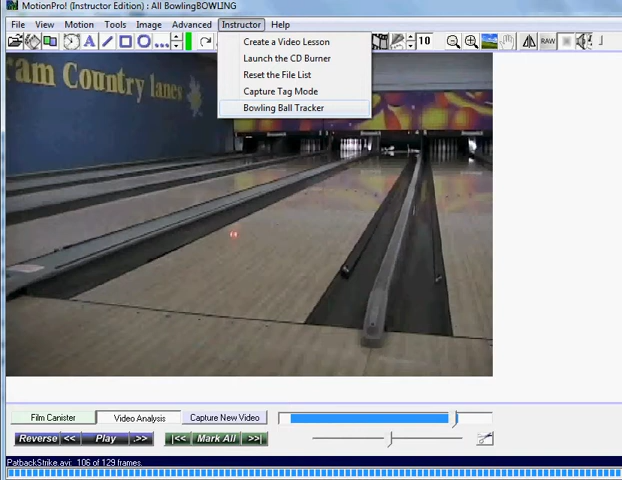 MotionPro! (Instructor Edition) : All BowlingBOWLING
File View Motion Tools Image Advanced Instructor Help
A 10 RAW
Create a Video Lesson
Launch the CD Burner
Reset the File List
Capture Tag Mode
Bowling Ball Tracker
ram Country lanes
Film Canister Video Analysis Capture New Video
Reverse << Play .>> |<< Mark All >>|
PatbackStrike.avi: 106 of 129 frames.